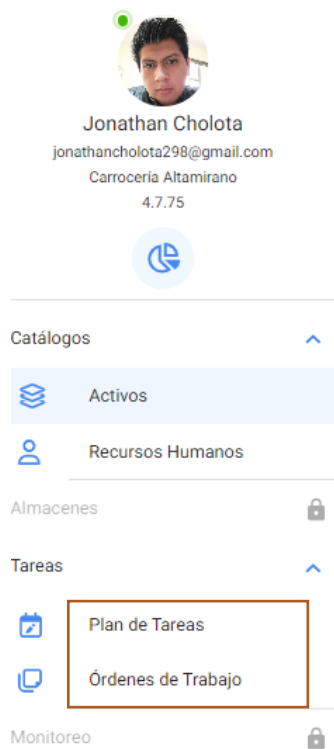 Jonathan Cholota
jonathancholota298@gmail.com
Carrocería Altamirano
4.7.75
Catálogos
Activos
Recursos Humanos
Almacenes
Tareas
Plan de Tareas
Órdenes de Trabajo
Monitoreo